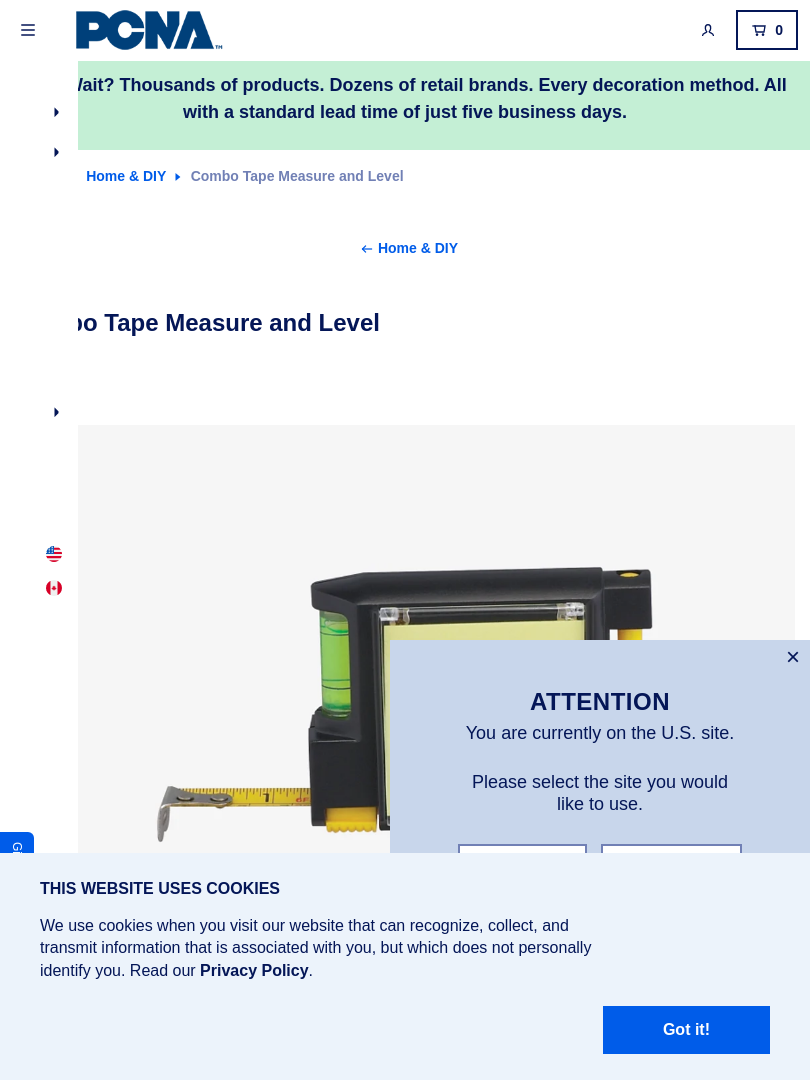 PCNA™
0
Wait? Thousands of products. Dozens of retail brands. Every decoration method. All
with a standard lead time of just five business days.
Home & DIY
Combo Tape Measure and Level
Home & DIY
bo Tape Measure and Level
1
ATTENTION
You are currently on the U.S. site.
Please select the site you would
like to use.
THIS WEBSITE USES COOKIES
We use cookies when you visit our website that can recognize, collect, and
transmit information that is associated with you, but which does not personally
identify you. Read our Privacy Policy.
Got it!